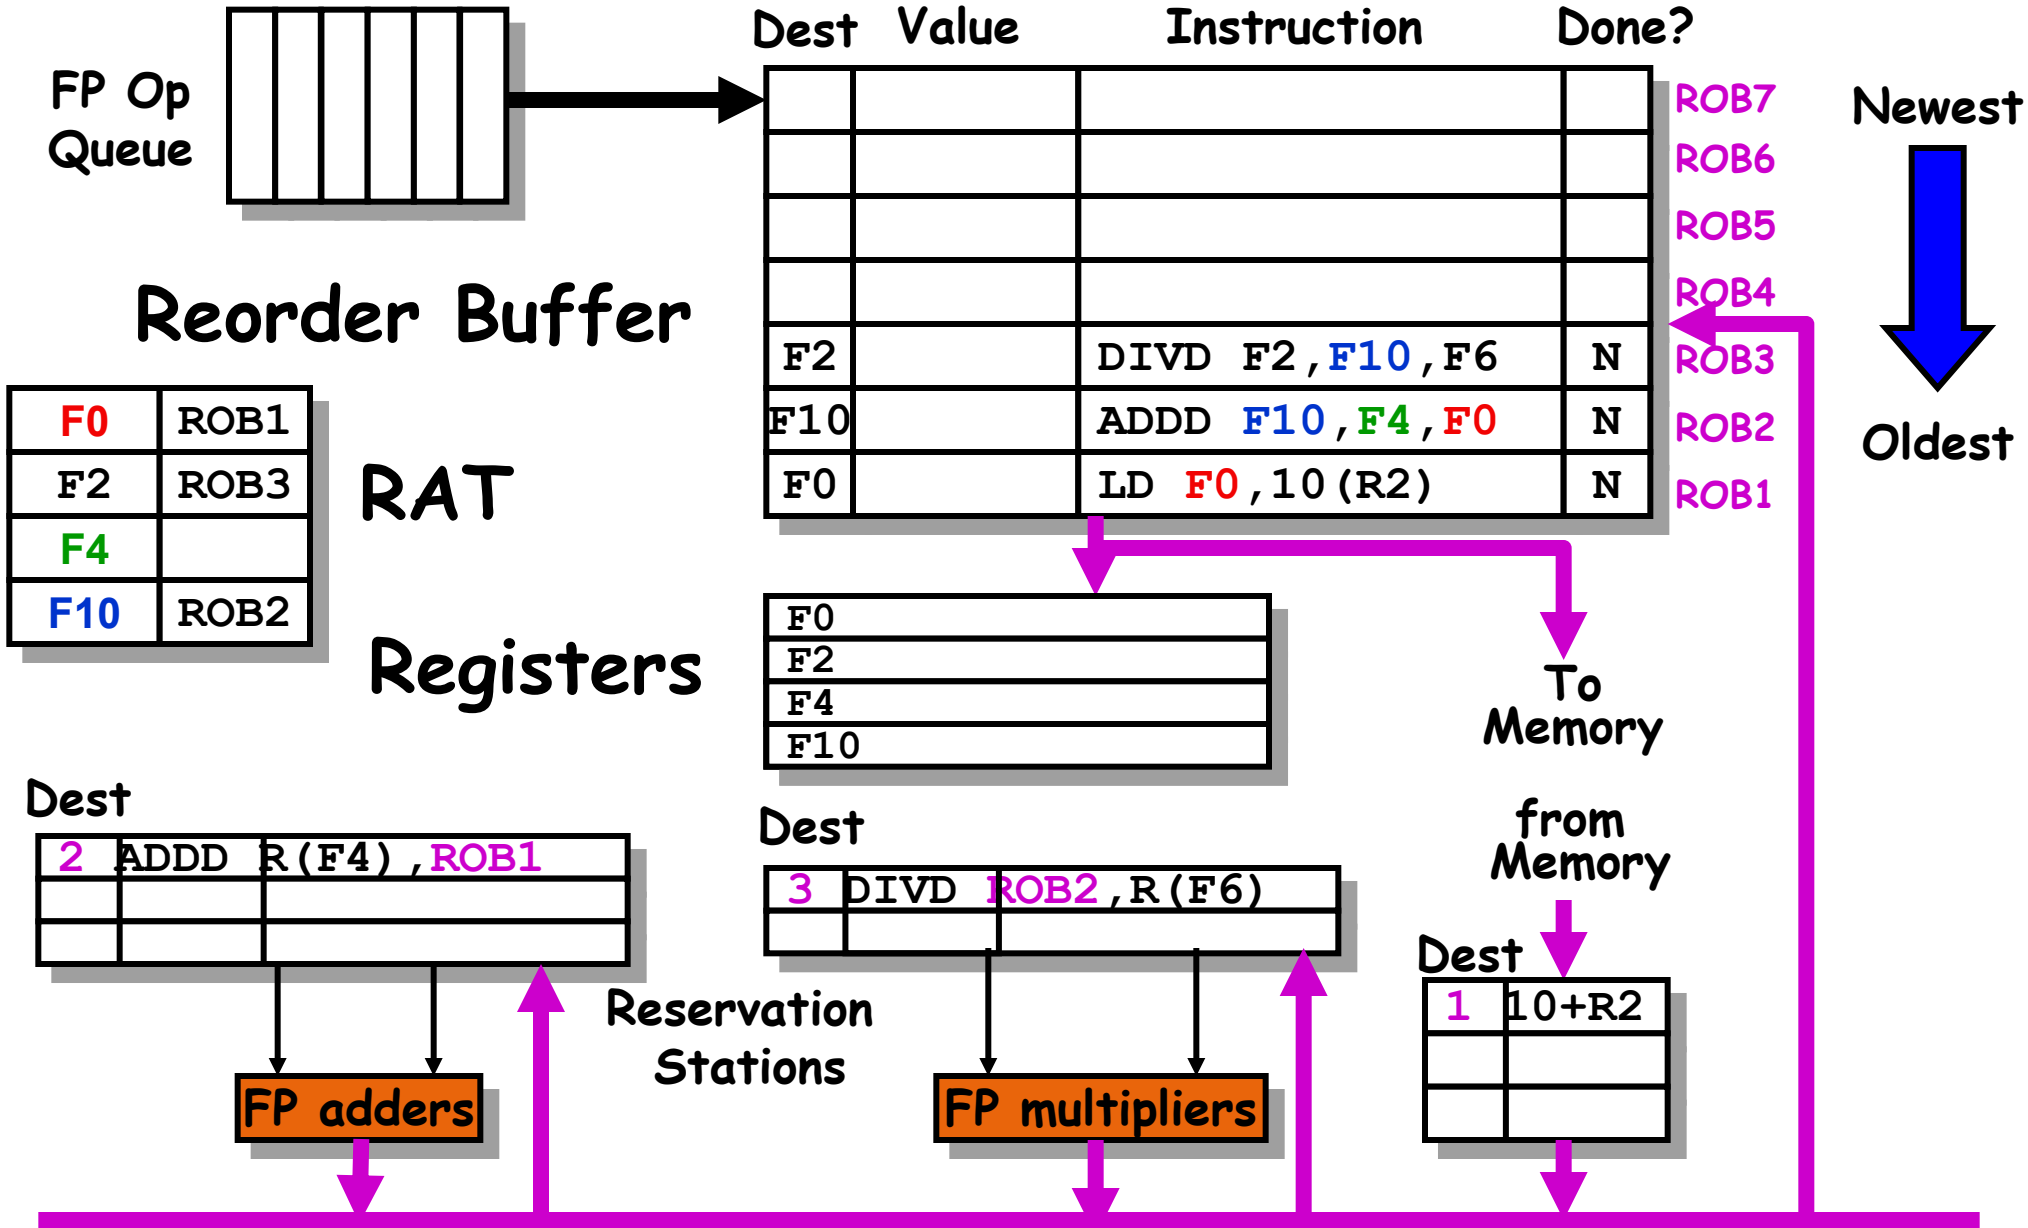 Dest Value Instruction Done?
FP Op
Queue
ROB7
Newest
ROB6
ROB5
ROB4
Reorder Buffer
F2 DIVD F2,F10,F6 N ROB3
F10 ADDD F10,F4,F0 N ROB2
Oldest
F0 LD F0,10(R2) N ROB1
F0 ROB1
F2 ROB3
F4
F10 ROB2
RAT
Registers
F0
F2
F4
F10
To
Memory
from
Memory
Dest
2 ADDD R(F4),ROB1
Dest
3 DIVD ROB2,R(F6)
Dest
1 10+R2
Reservation
Stations
FP adders
FP multipliers